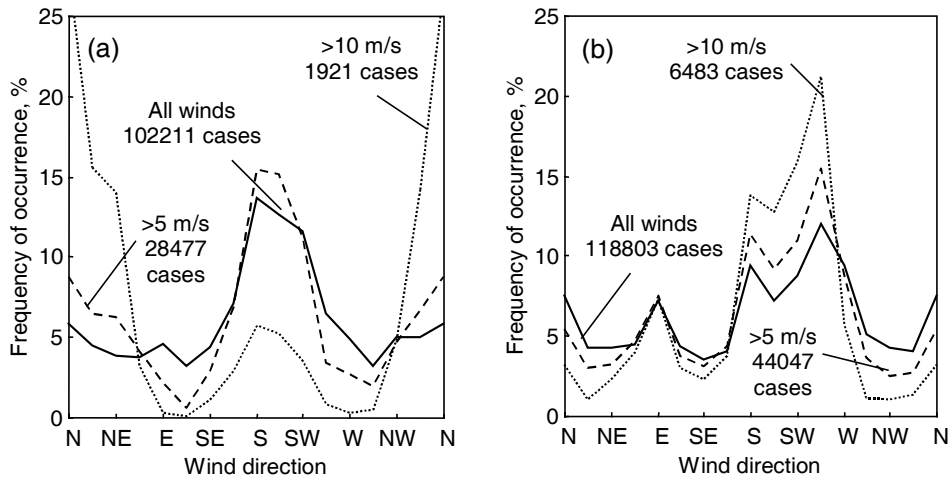 (a)
25
20
15
10
5
0
Frequency of occurrence, %
>10 m/s
1921 cases
All winds
102211 cases
>5 m/s
28477
cases
N NE E SE S SW W NW N
Wind direction
(b)
25
20
15
10
5
0
Frequency of occurrence, %
>10 m/s
6483 cases
All winds
118803 cases
>5 m/s
44047
cases
N NE E SE S SW W NW N
Wind direction